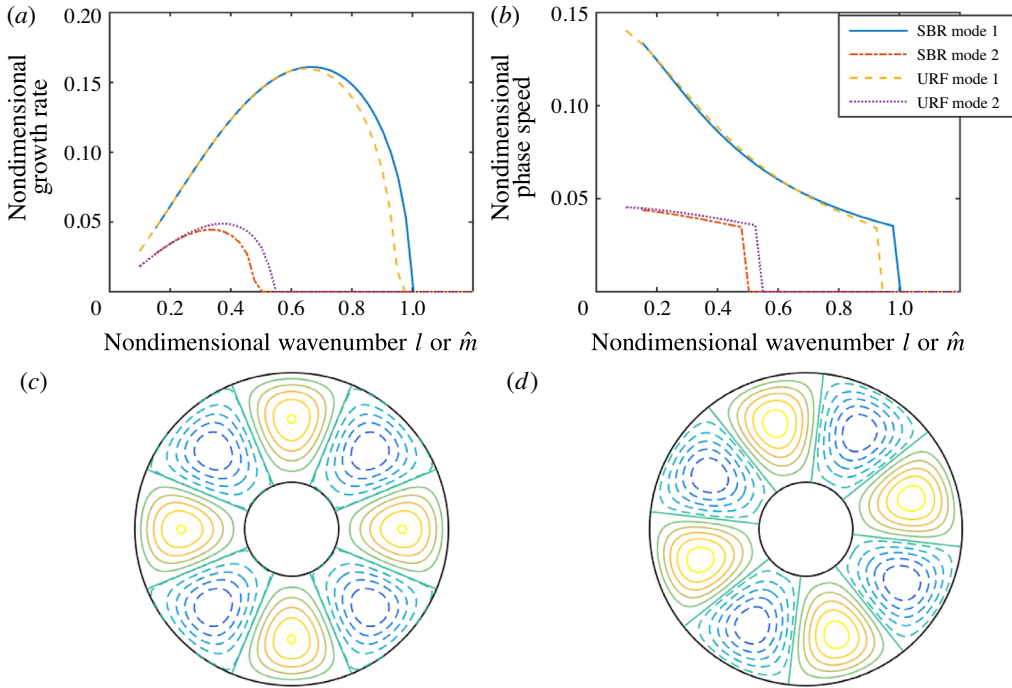 (a)
0.20
0.15
0.10
0.05
0
0.2
0.4
0.6
0.8
1.0
Nondimensional
growth rate
Nondimensional wavenumber l or m̂
(b)
0.15
0.10
0.05
0
0.2
0.4
0.6
0.8
1.0
Nondimensional
phase speed
Nondimensional wavenumber l or m̂
SBR mode 1
SBR mode 2
URF mode 1
URF mode 2
(c)
(d)